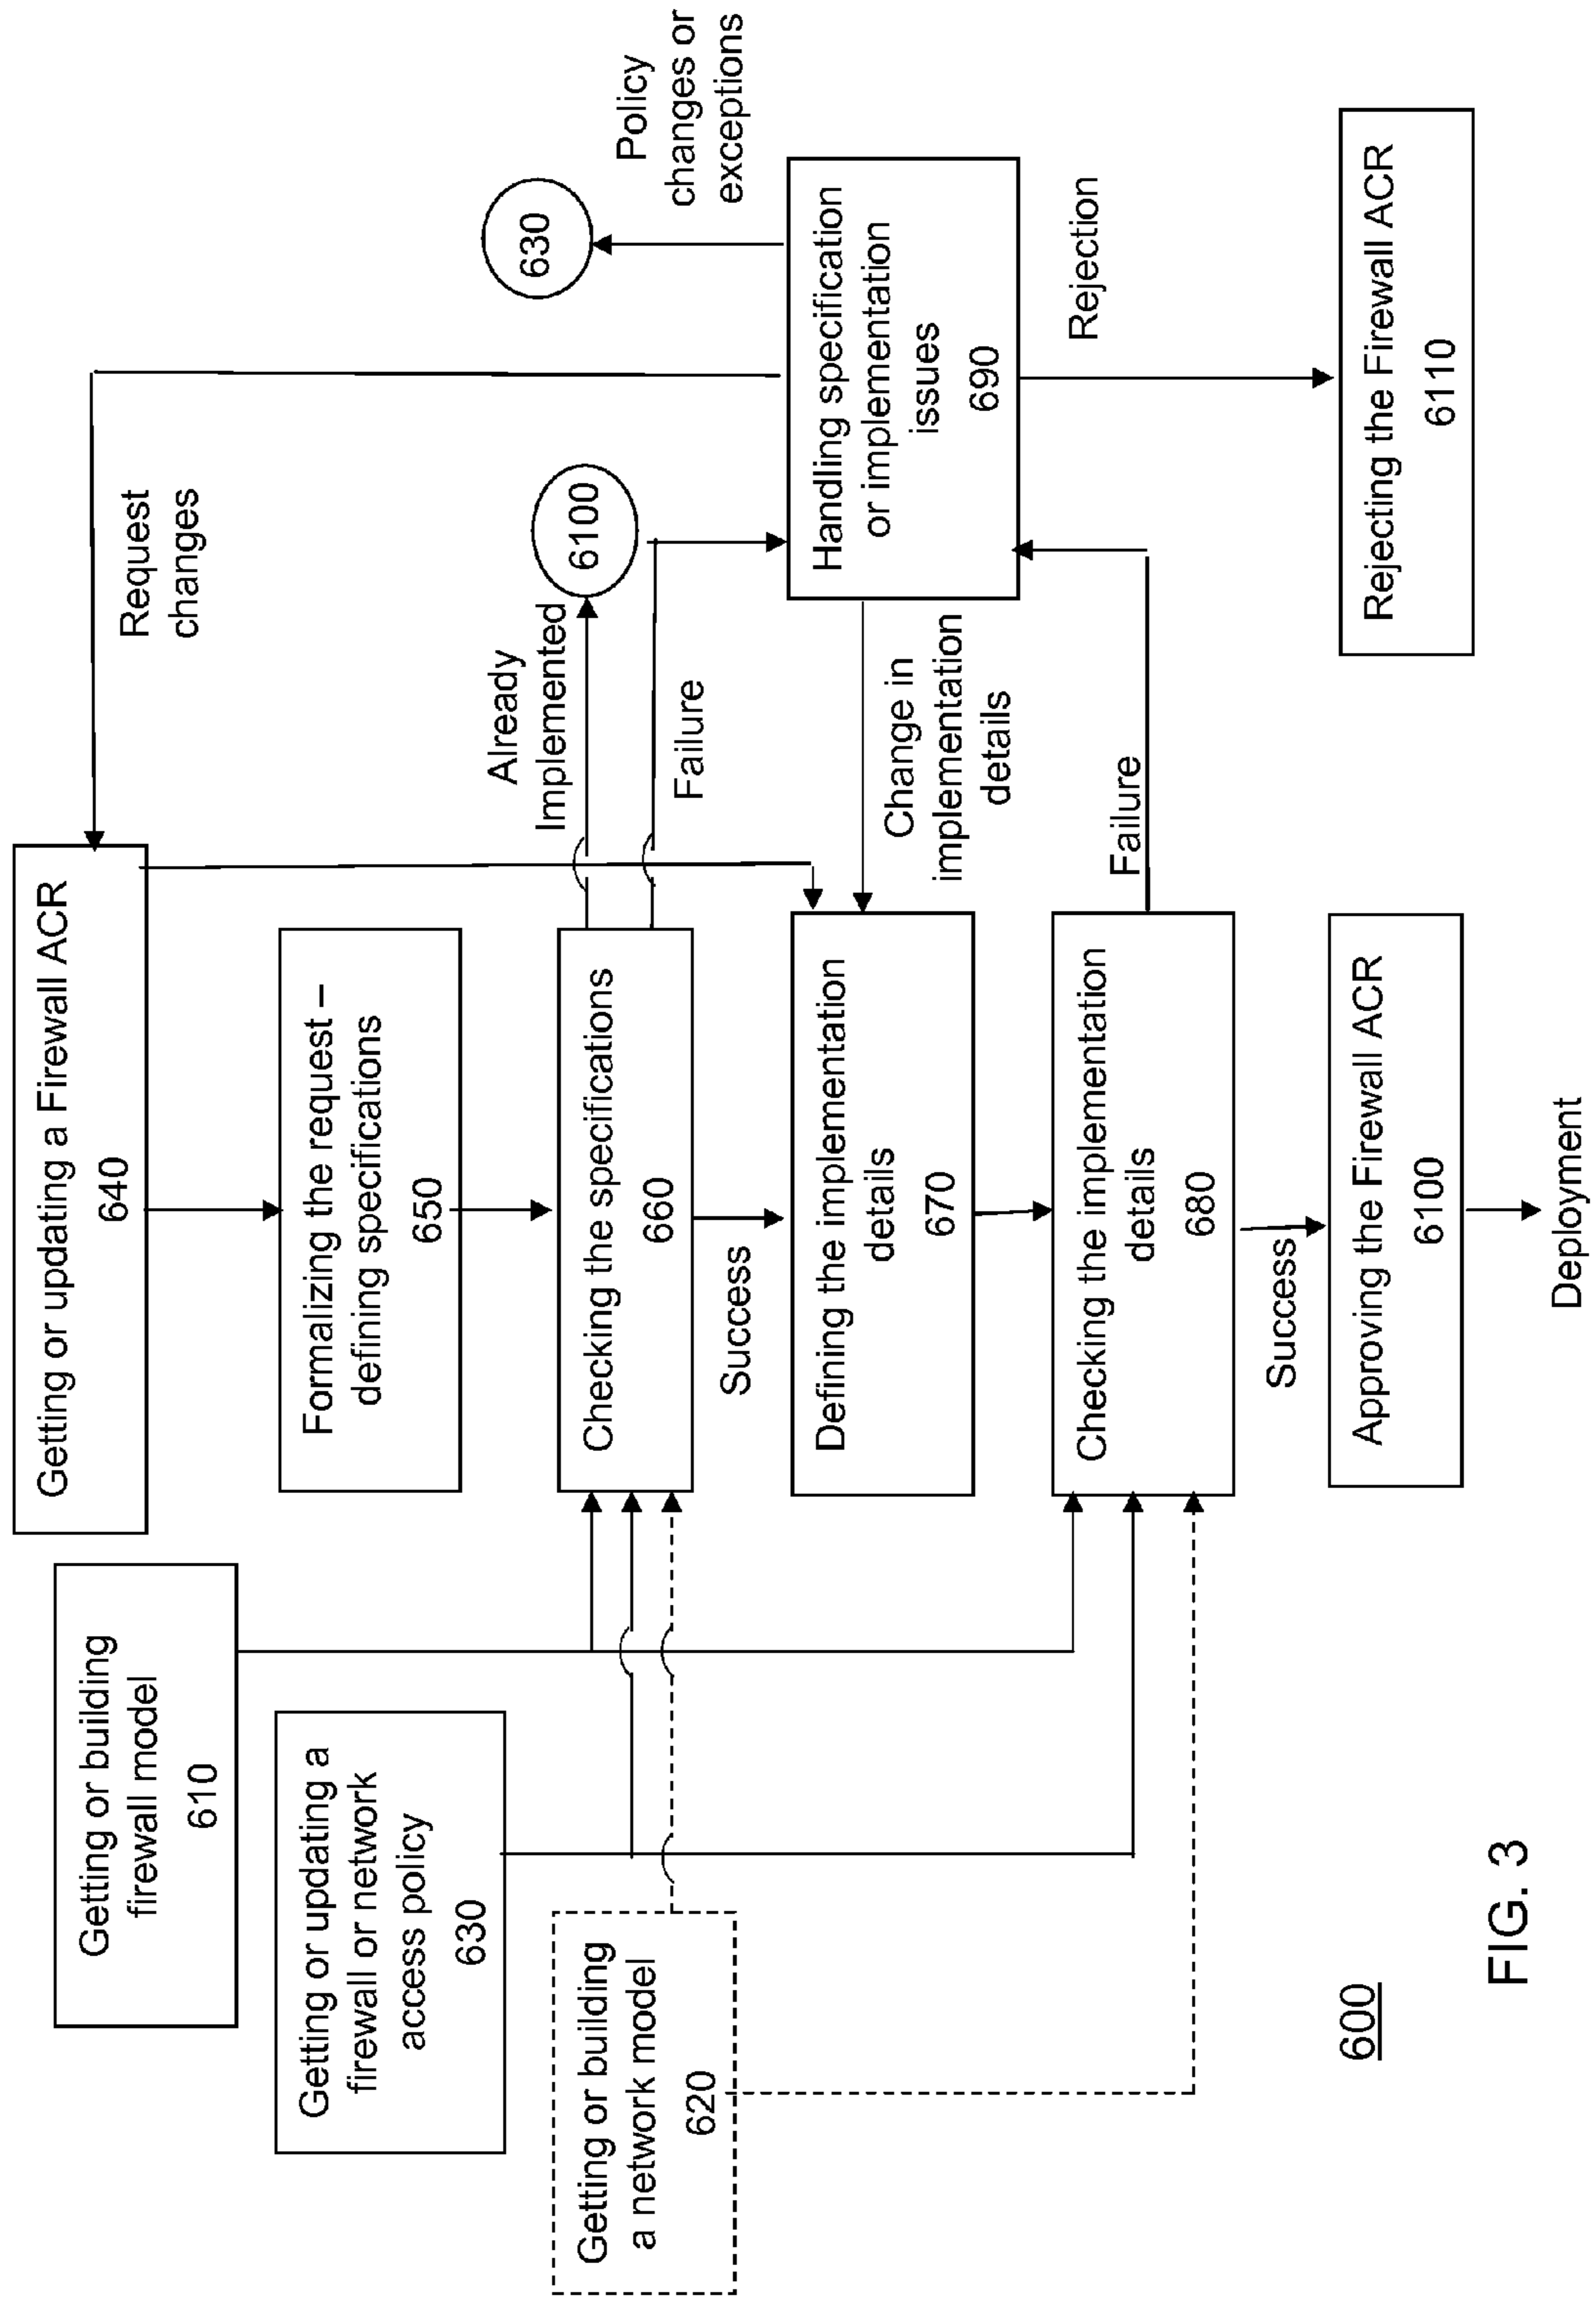 Getting or updating a Firewall ACR
640
Request
changes
Getting or building
firewall model
610
Formalizing the request –
defining specifications
650
Getting or updating a
firewall or network
access policy
630
Already
Implemented
6100
630
Policy
changes or
exceptions
Checking the specifications
660
Failure
Getting or building
a network model
620
Success
Defining the implementation
details
670
Change in
implementation
details
Handling specification
or implementation
issues
690
Checking the implementation
details
680
Failure
Rejection
Success
Approving the Firewall ACR
6100
Rejecting the Firewall ACR
6110
Deployment
600
FIG. 3